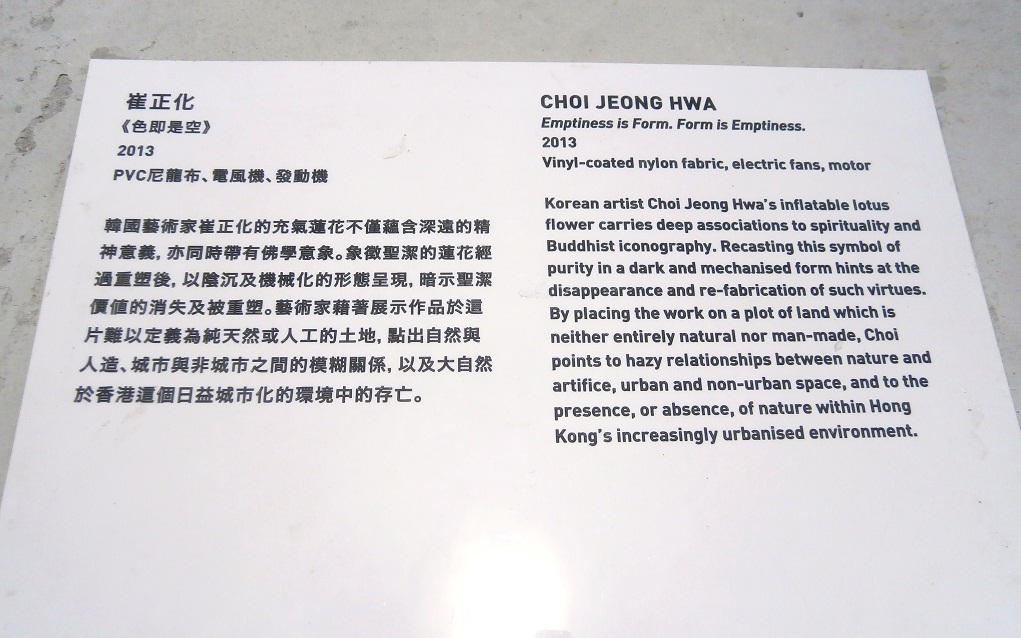 崔正化
《色即是空》
2013
PVC尼龍布、電風機、發動機
韓國藝術家崔正化的充氣蓮花不僅蘊含深遠的精
神意義，亦同時帶有佛學意象。象徵聖潔的蓮花經
過重塑後，以陰沉及機械化的形態呈現，暗示聖潔
價值的消失及被重塑。藝術家藉著展示作品於這
片難以定義為純天然或人工的土地，點出自然與
人造、城市與非城市之間的模糊關係，以及大自然
於香港這個日益城市化的環境中的存亡。
CHOI JEONG HWA
Emptiness is Form. Form is Emptiness.
2013
Vinyl-coated nylon fabric, electric fans, motor
Korean artist Choi Jeong Hwa's inflatable lotus
flower carries deep associations to spirituality and
Buddhist iconography. Recasting this symbol of
purity in a dark and mechanised form hints at the
disappearance and re-fabrication of such virtues.
By placing the work on a plot of land which is
neither entirely natural nor man-made, Choi
points to hazy relationships between nature and
artifice, urban and non-urban space, and to the
presence, or absence, of nature within Hong
Kong's increasingly urbanised environment.